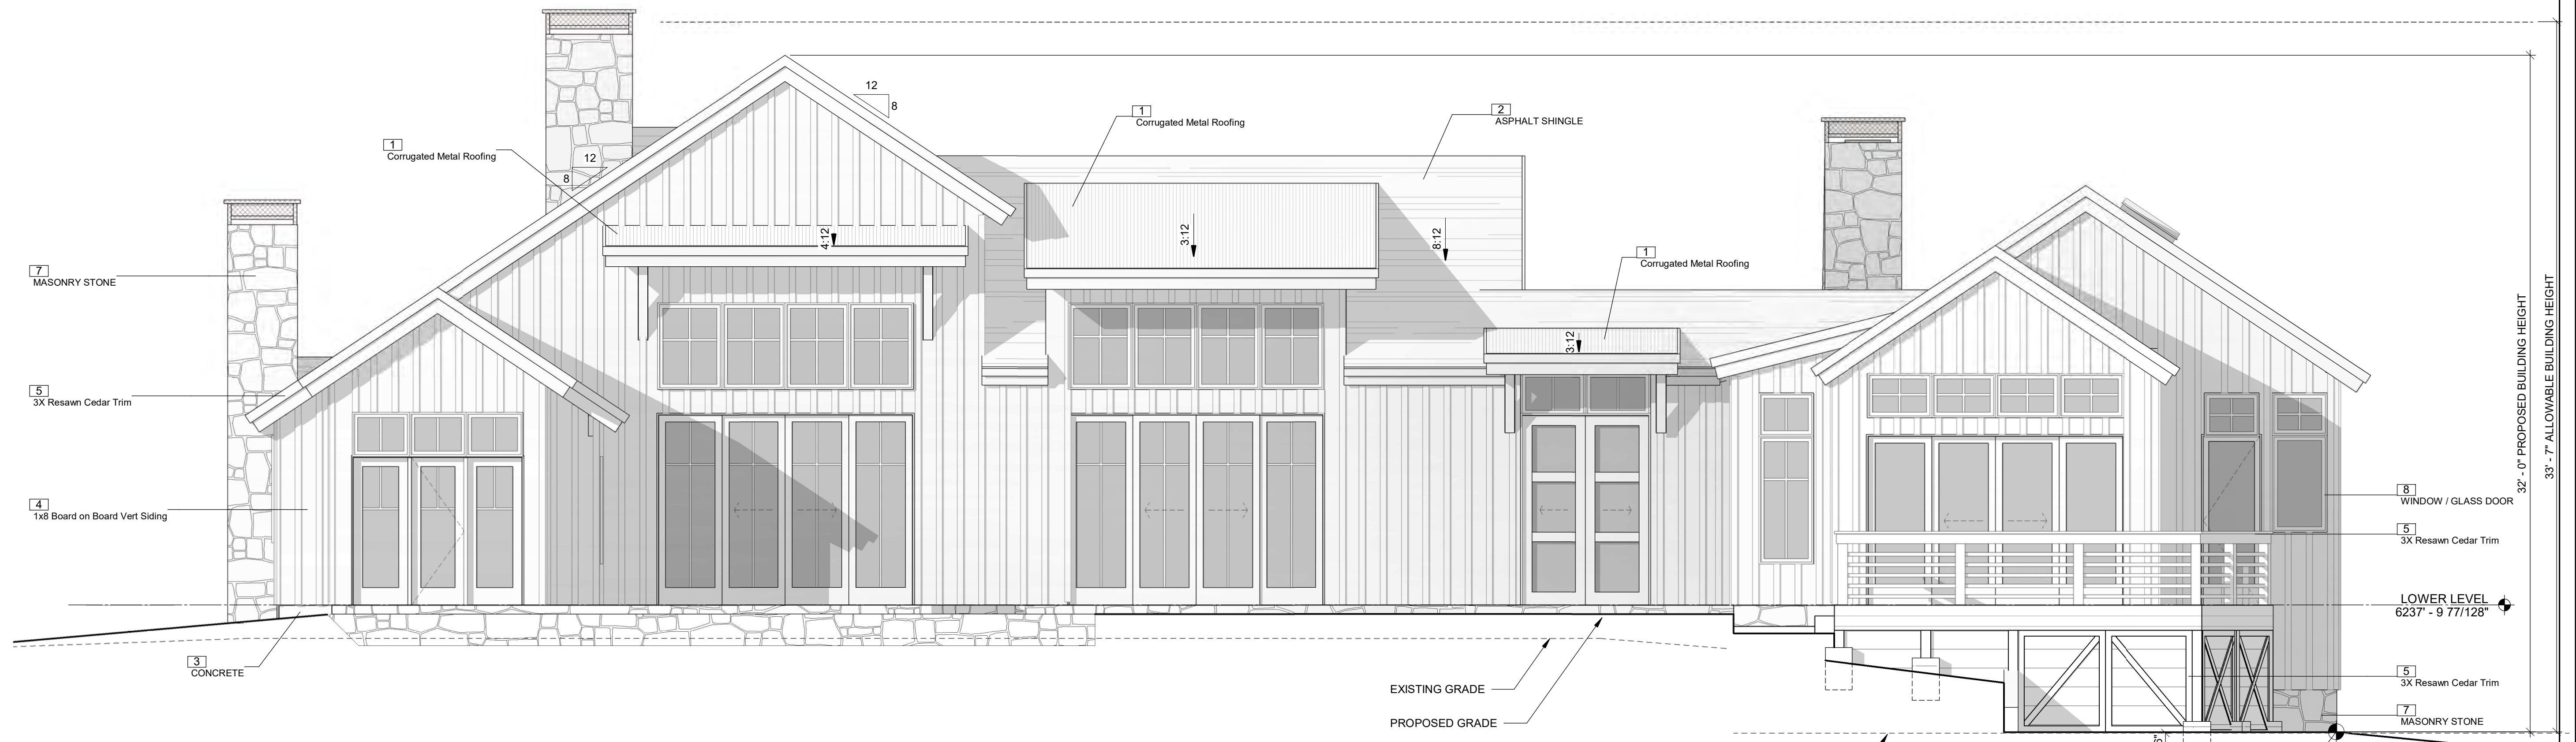 12
8
1
Corrugated Metal Roofing
2
ASPHALT SHINGLE
1
Corrugated Metal Roofing
12
8
4:12
3:12
8:12
1
Corrugated Metal Roofing
7
MASONRY STONE
3:12
5
3X Resawn Cedar Trim
4
1x8 Board on Board Vert Siding
32' - 0" PROPOSED BUILDING HEIGHT
33' - 7" ALLOWABLE BUILDING HEIGHT
8
WINDOW / GLASS DOOR
5
3X Resawn Cedar Trim
LOWER LEVEL
6237' - 9 77/128"
3
CONCRETE
EXISTING GRADE
PROPOSED GRADE
5
3X Resawn Cedar Trim
7
MASONRY STONE